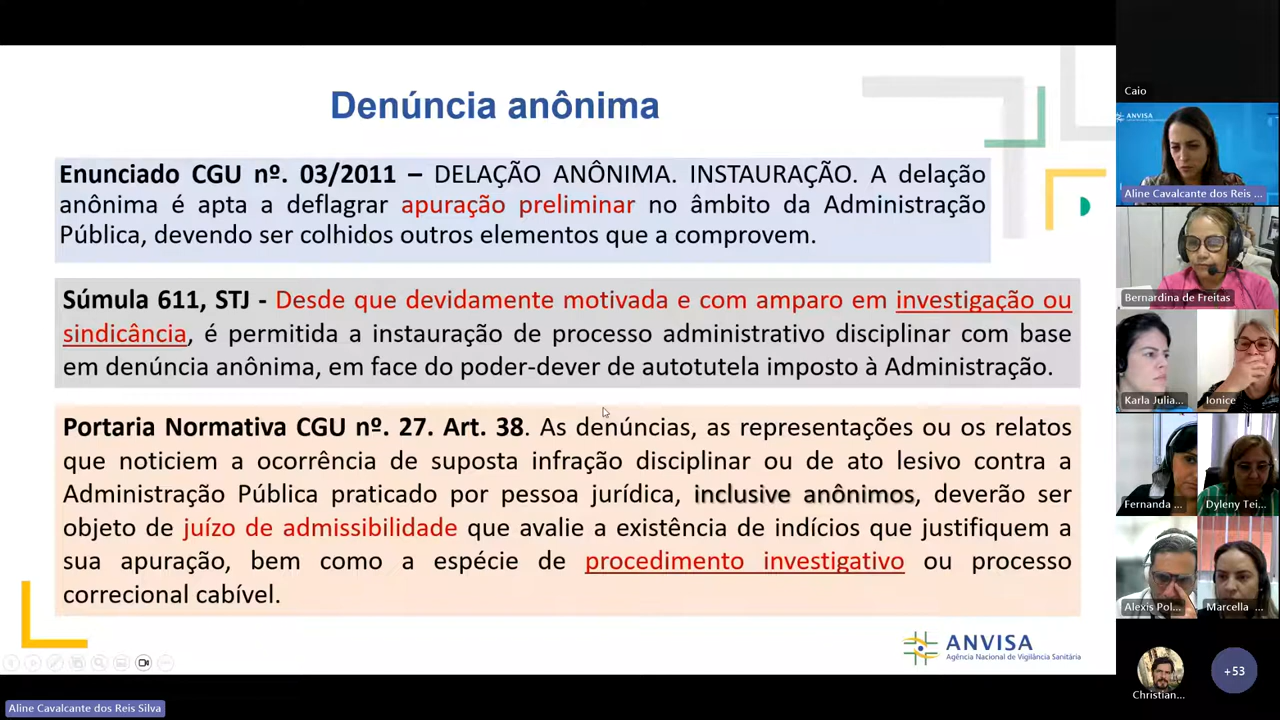 Denúncia anônima
Enunciado CGU nº. 03/2011 – DELAÇÃO ANÔNIMA. INSTAURAÇÃO. A delação
anônima é apta a deflagrar apuração preliminar no âmbito da Administração
Pública, devendo ser colhidos outros elementos que a comprovem.
Súmula 611, STJ - Desde que devidamente motivada e com amparo em investigação ou
sindicância, é permitida a instauração de processo administrativo disciplinar com base
em denúncia anônima, em face do poder-dever de autotutela imposto à Administração.
Portaria Normativa CGU nº. 27. Art. 38. As denúncias, as representações ou os relatos
que noticiem a ocorrência de suposta infração disciplinar ou de ato lesivo contra a
Administração Pública praticado por pessoa jurídica, inclusive anônimos, deverão ser
objeto de juízo de admissibilidade que avalie a existência de indícios que justifiquem a
sua apuração, bem como a espécie de procedimento investigativo ou processo
correcional cabível.
ANVISA
Agência Nacional de Vigilância Sanitária
Caio
ANVISA
Aline Cavalcante dos Reis ...
Bernardina de Freitas
Karla Julia...
Ionice
Fernanda ...
Dyleny Tei...
Alexis Pol...
Marcella ...
Christian...
+53
Aline Cavalcante dos Reis Silva